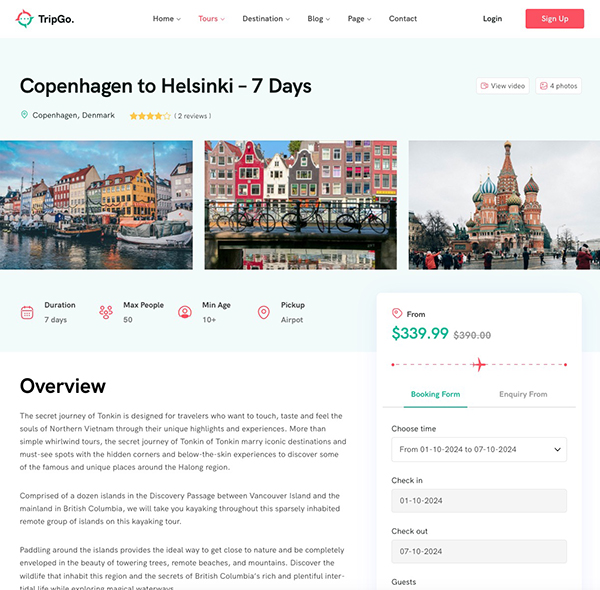 TripGo.
Home
Tours
Destination
Blog
Page
Contact
Login
Sign Up
Copenhagen to Helsinki – 7 Days
View video
4 photos
Copenhagen, Denmark
( 2 reviews )
Duration
7 days
Max People
50
Min Age
10+
Pickup
Airpot
From
$339.99 $390.00
Booking Form
Enquiry From
Choose time
From 01-10-2024 to 07-10-2024
Check in
01-10-2024
Check out
07-10-2024
Guests
Overview
The secret journey of Tonkin is designed for travelers who want to touch, taste and feel the
souls of Northern Vietnam through their unique highlights and experiences. More than
simple whirlwind tours, the secret journey of Tonkin of Tonkin marry iconic destinations and
must-see spots with the hidden corners and below-the-skin experiences to discover some
of the famous and unique places around the Halong region.
Comprised of a dozen islands in the Discovery Passage between Vancouver Island and the
mainland in British Columbia, we will take you kayaking throughout this sparsely inhabited
remote group of islands on this kayaking tour.
Paddling around the islands provides the ideal way to get close to nature and be completely
enveloped in the beauty of towering trees, remote beaches, and mountains. Discover the
wildlife that inhabit this region and the secrets of British Columbia's rich and plentiful inter-
tidal life while exploring magical waterways.